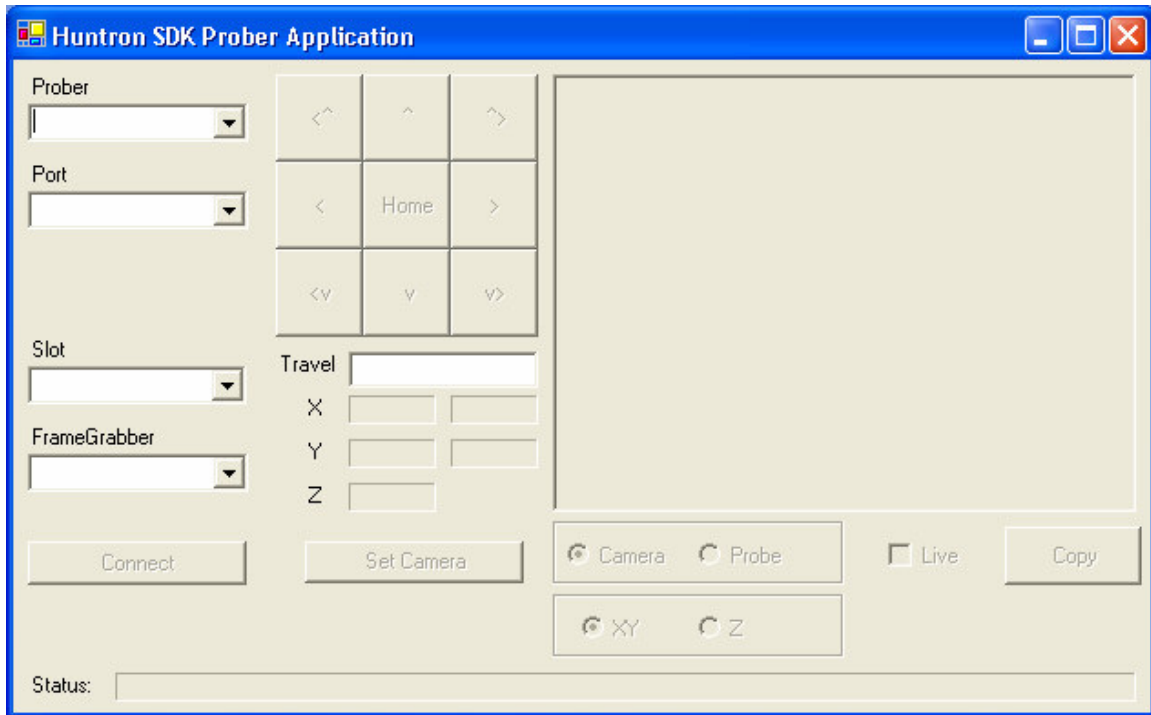 Huntron SDK Prober Application
Prober
Port
Slot
FrameGrabber
Connect
<^ ^ ^>
< Home >
<v v v>
Travel
X
Y
Z
Set Camera
Camera Probe
Live
Copy
XY Z
Status: